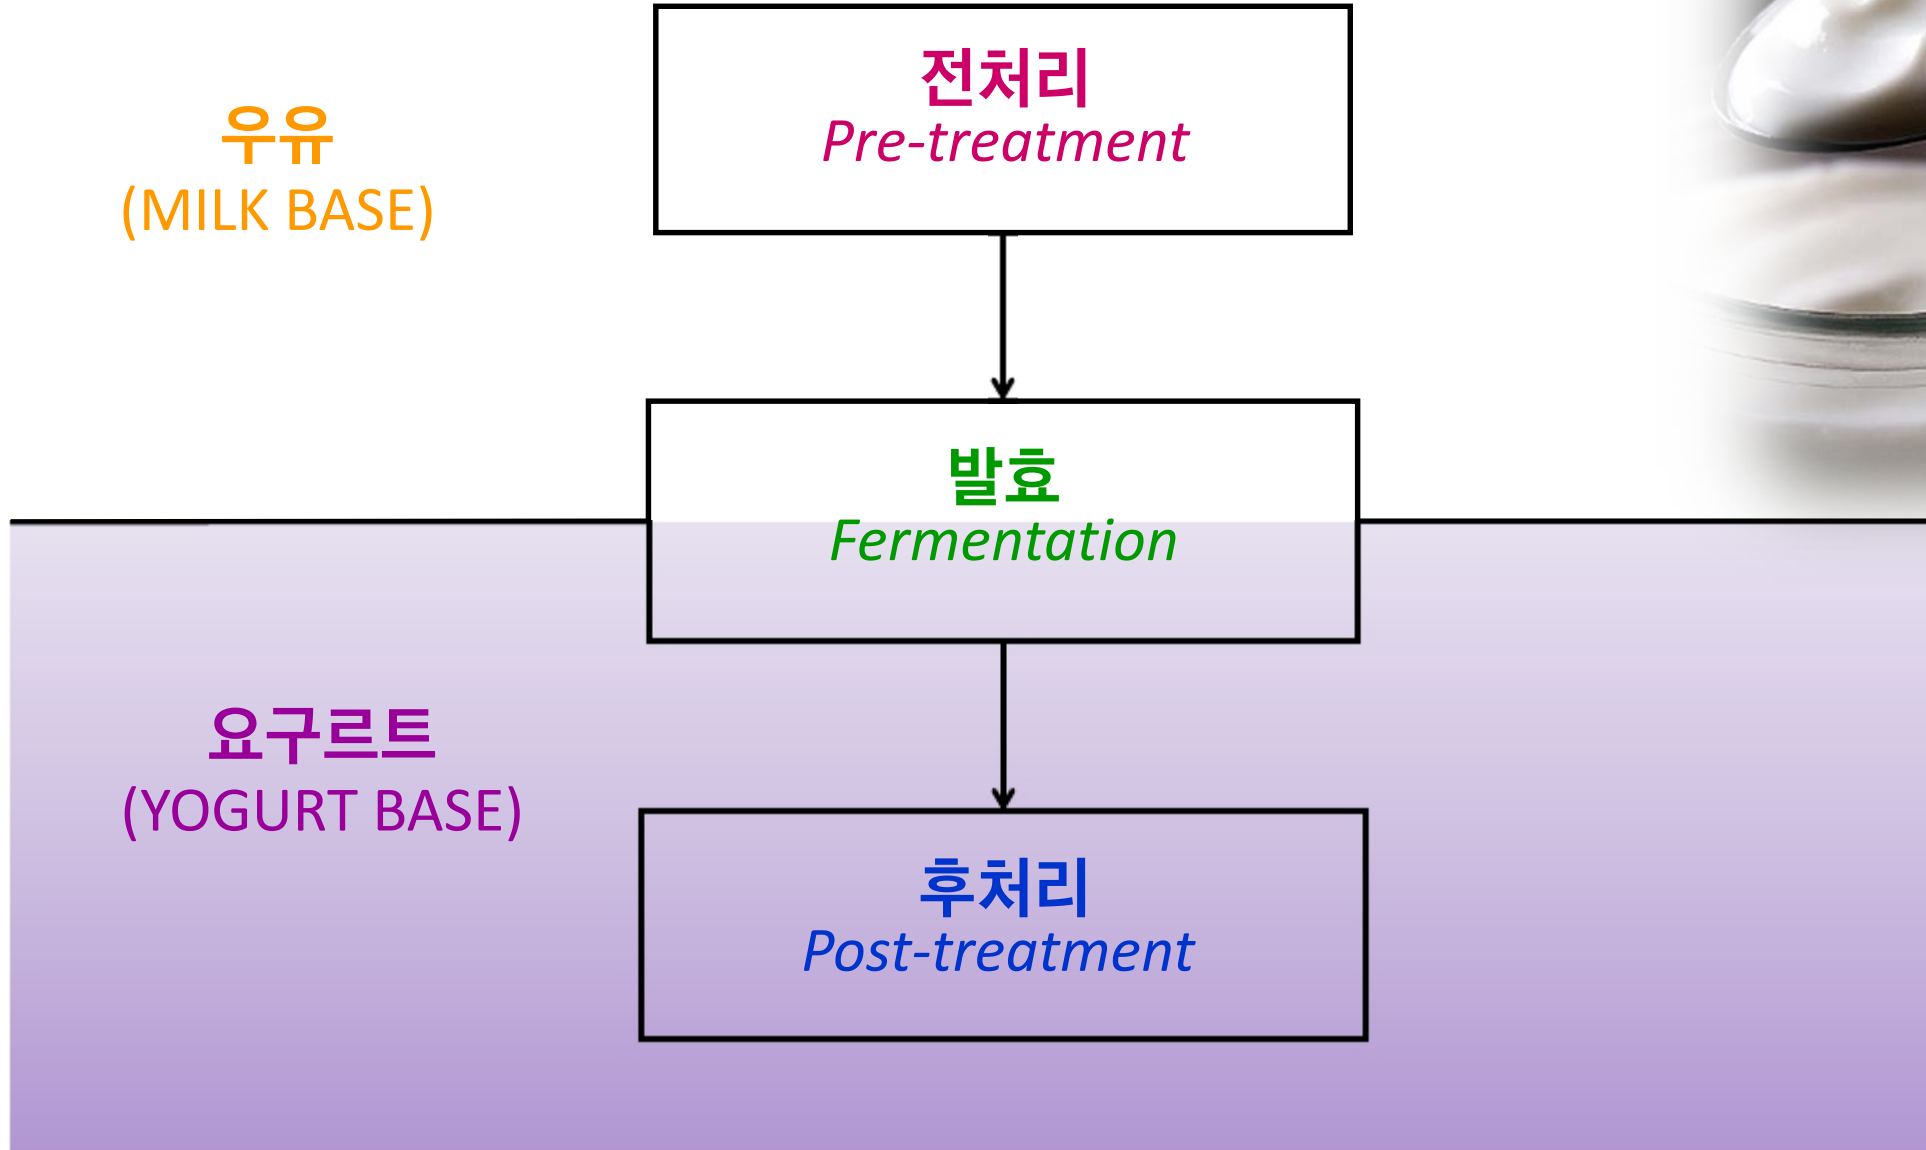 전처리
Pre-treatment
우유
(MILK BASE)
발효
Fermentation
요구르트
(YOGURT BASE)
후처리
Post-treatment